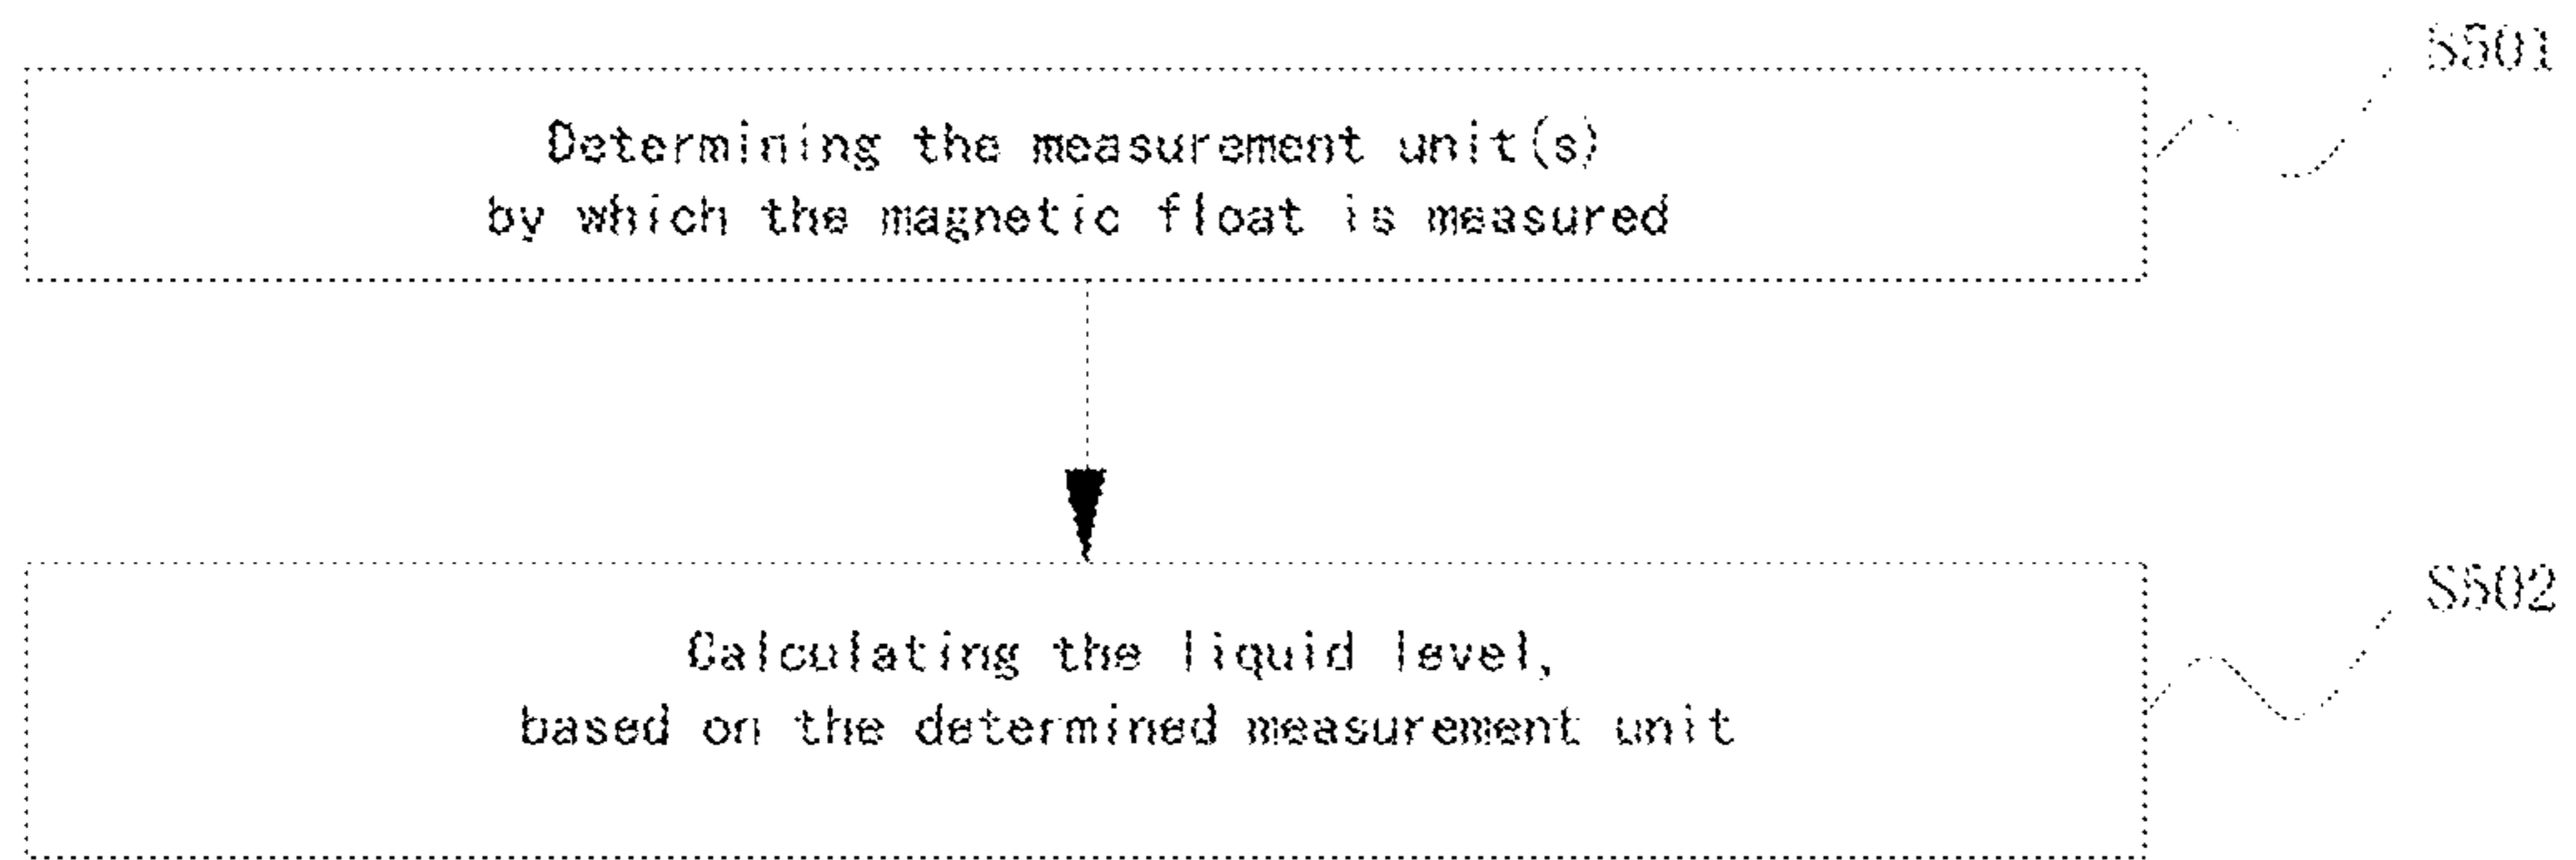 S501
Determining the measurement unit(s)
by which the magnetic float is measured
S502
Calculating the liquid level,
based on the determined measurement unit